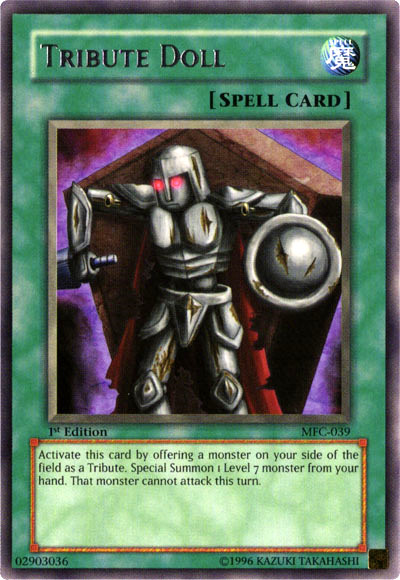 TRIBUTE DOLL
魔
[SPELL CARD]
1st Edition
MFC-039
Activate this card by offering a monster on your side of the
field as a Tribute. Special Summon 1 Level 7 monster from your
hand. That monster cannot attack this turn.
02903036
©1996 KAZUKI TAKAHASHI